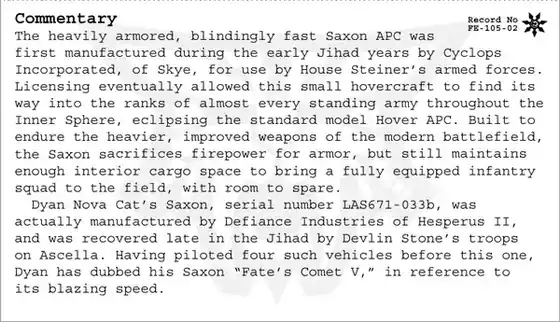 Commentary
Record No
FE-105-02
The heavily armored, blindingly fast Saxon APC was
first manufactured during the early Jihad years by Cyclops
Incorporated, of Skye, for use by House Steiner’s armed forces.
Licensing eventually allowed this small hovercraft to find its
way into the ranks of almost every standing army throughout the
Inner Sphere, eclipsing the standard model Hover APC. Built to
endure the heavier, improved weapons of the modern battlefield,
the Saxon sacrifices firepower for armor, but still maintains
enough interior cargo space to bring a fully equipped infantry
squad to the field, with room to spare.
Dyan Nova Cat’s Saxon, serial number LAS671-033b, was
actually manufactured by Defiance Industries of Hesperus II,
and was recovered late in the Jihad by Devlin Stone’s troops
on Ascella. Having piloted four such vehicles before this one,
Dyan has dubbed his Saxon “Fate’s Comet V,” in reference to
its blazing speed.